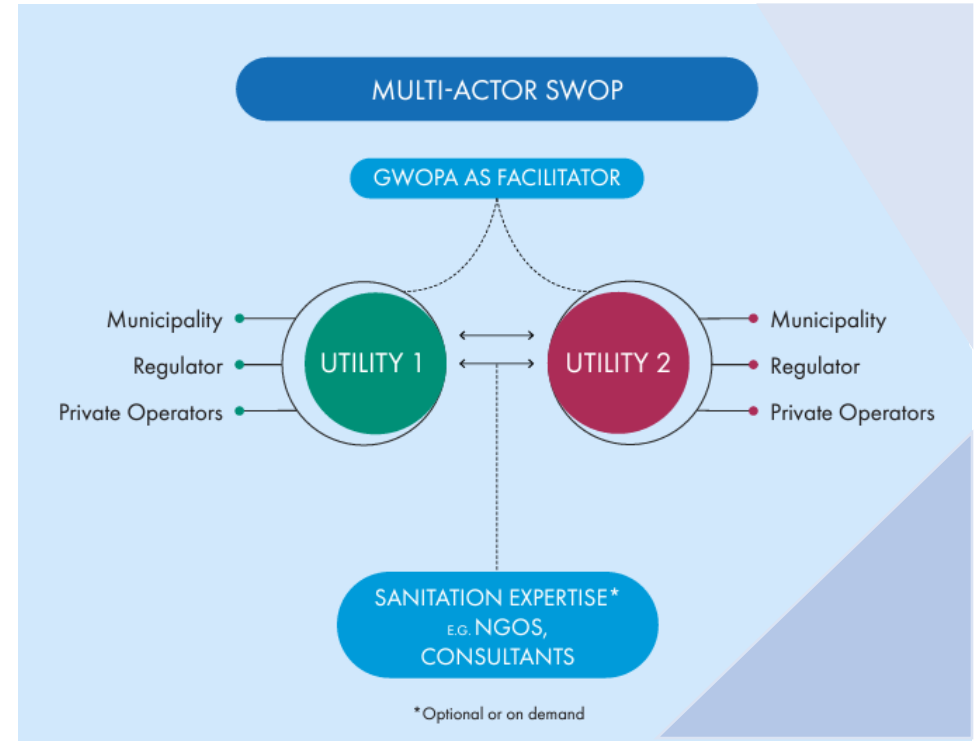 MULTI-ACTOR SWOP
GWOPA AS FACILITATOR
Municipality
Regulator
Private Operators
UTILITY 1
UTILITY 2
Municipality
Regulator
Private Operators
SANITATION EXPERTISE*
E.G. NGOS,
CONSULTANTS
*Optional or on demand